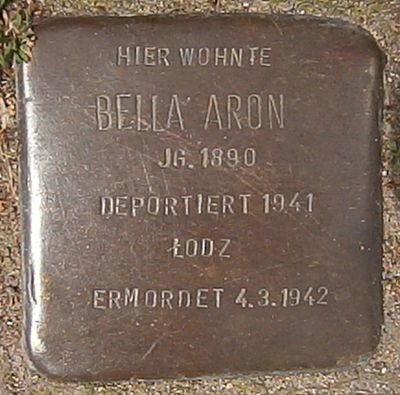 HIER WOHNTE
BELLA ARON
JG. 1890
DEPORTIERT 1941
ŁODZ
ERMORDET 4.3.1942